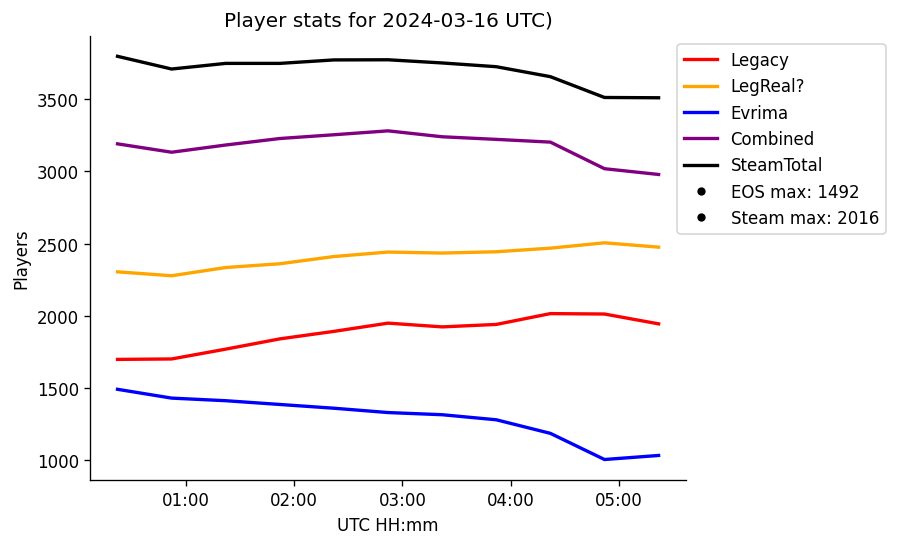 Player stats for 2024-03-16 UTC)
Legacy
LegReal?
Evrima
Combined
SteamTotal
EOS max: 1492
Steam max: 2016
Players
3500
3000
2500
2000
1500
1000
01:00
02:00
03:00
04:00
05:00
UTC HH:mm